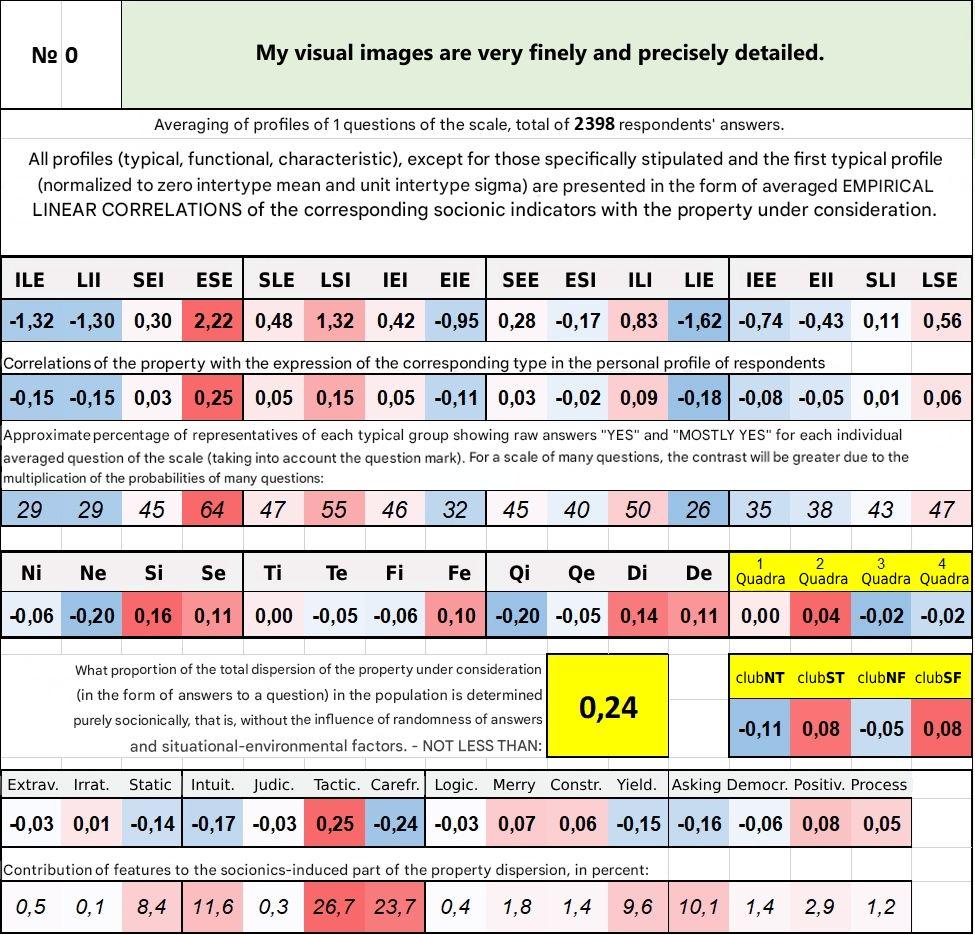 № 0
My visual images are very finely and precisely detailed.
Averaging of profiles of 1 questions of the scale, total of 2398 respondents' answers.
All profiles (typical, functional, characteristic), except for those specifically stipulated and the first typical profile
(normalized to zero intertype mean and unit intertype sigma) are presented in the form of averaged EMPIRICAL
LINEAR CORRELATIONS of the corresponding socionic indicators with the property under consideration.
ILE LII SEI ESE SLE LSI IEI EIE SEE ESI ILI LIE IEE EII SLI LSE
-1,32 -1,30 0,30 2,22 0,48 1,32 0,42 -0,95 0,28 -0,17 0,83 -1,62 -0,74 -0,43 0,11 0,56
Correlations of the property with the expression of the corresponding type in the personal profile of respondents
-0,15 -0,15 0,03 0,25 0,05 0,15 0,05 -0,11 0,03 -0,02 0,09 -0,18 -0,08 -0,05 0,01 0,06
Approximate percentage of representatives of each typical group showing raw answers "YES" and "MOSTLY YES" for each individual
averaged question of the scale (taking into account the question mark). For a scale of many questions, the contrast will be greater due to the
multiplication of the probabilities of many questions:
29 29 45 64 47 55 46 32 45 40 50 26 35 38 43 47
Ni Ne Si Se Ti Te Fi Fe Qi Qe Di De 1 Quadra 2 Quadra 3 Quadra 4 Quadra
-0,06 -0,20 0,16 0,11 0,00 -0,05 -0,06 0,10 -0,20 -0,05 0,14 0,11 0,00 0,04 -0,02 -0,02
What proportion of the total dispersion of the property under consideration
(in the form of answers to a question) in the population is determined
purely socionically, that is, without the influence of randomness of answers
and situational-environmental factors. - NOT LESS THAN:
0,24
clubNT clubST clubNF clubSF
-0,11 0,08 -0,05 0,08
Extrav. Irrat. Static Intuit. Judic. Tactic. Carefr. Logic. Merry Constr. Yield. Asking Democr. Positiv. Process
-0,03 0,01 -0,14 -0,17 -0,03 0,25 -0,24 -0,03 0,07 0,06 -0,15 -0,16 -0,06 0,08 0,05
Contribution of features to the socionics-induced part of the property dispersion, in percent:
0,5 0,1 8,4 11,6 0,3 26,7 23,7 0,4 1,8 1,4 9,6 10,1 1,4 2,9 1,2